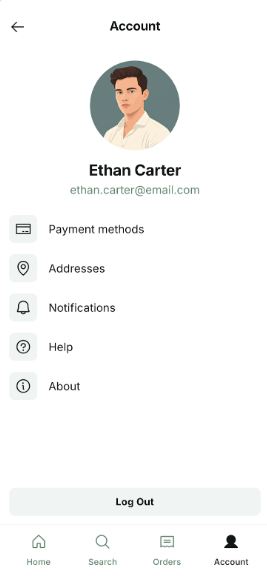 Account
Ethan Carter
ethan.carter@email.com
Payment methods
Addresses
Notifications
Help
About
Log Out
Home Search Orders Account